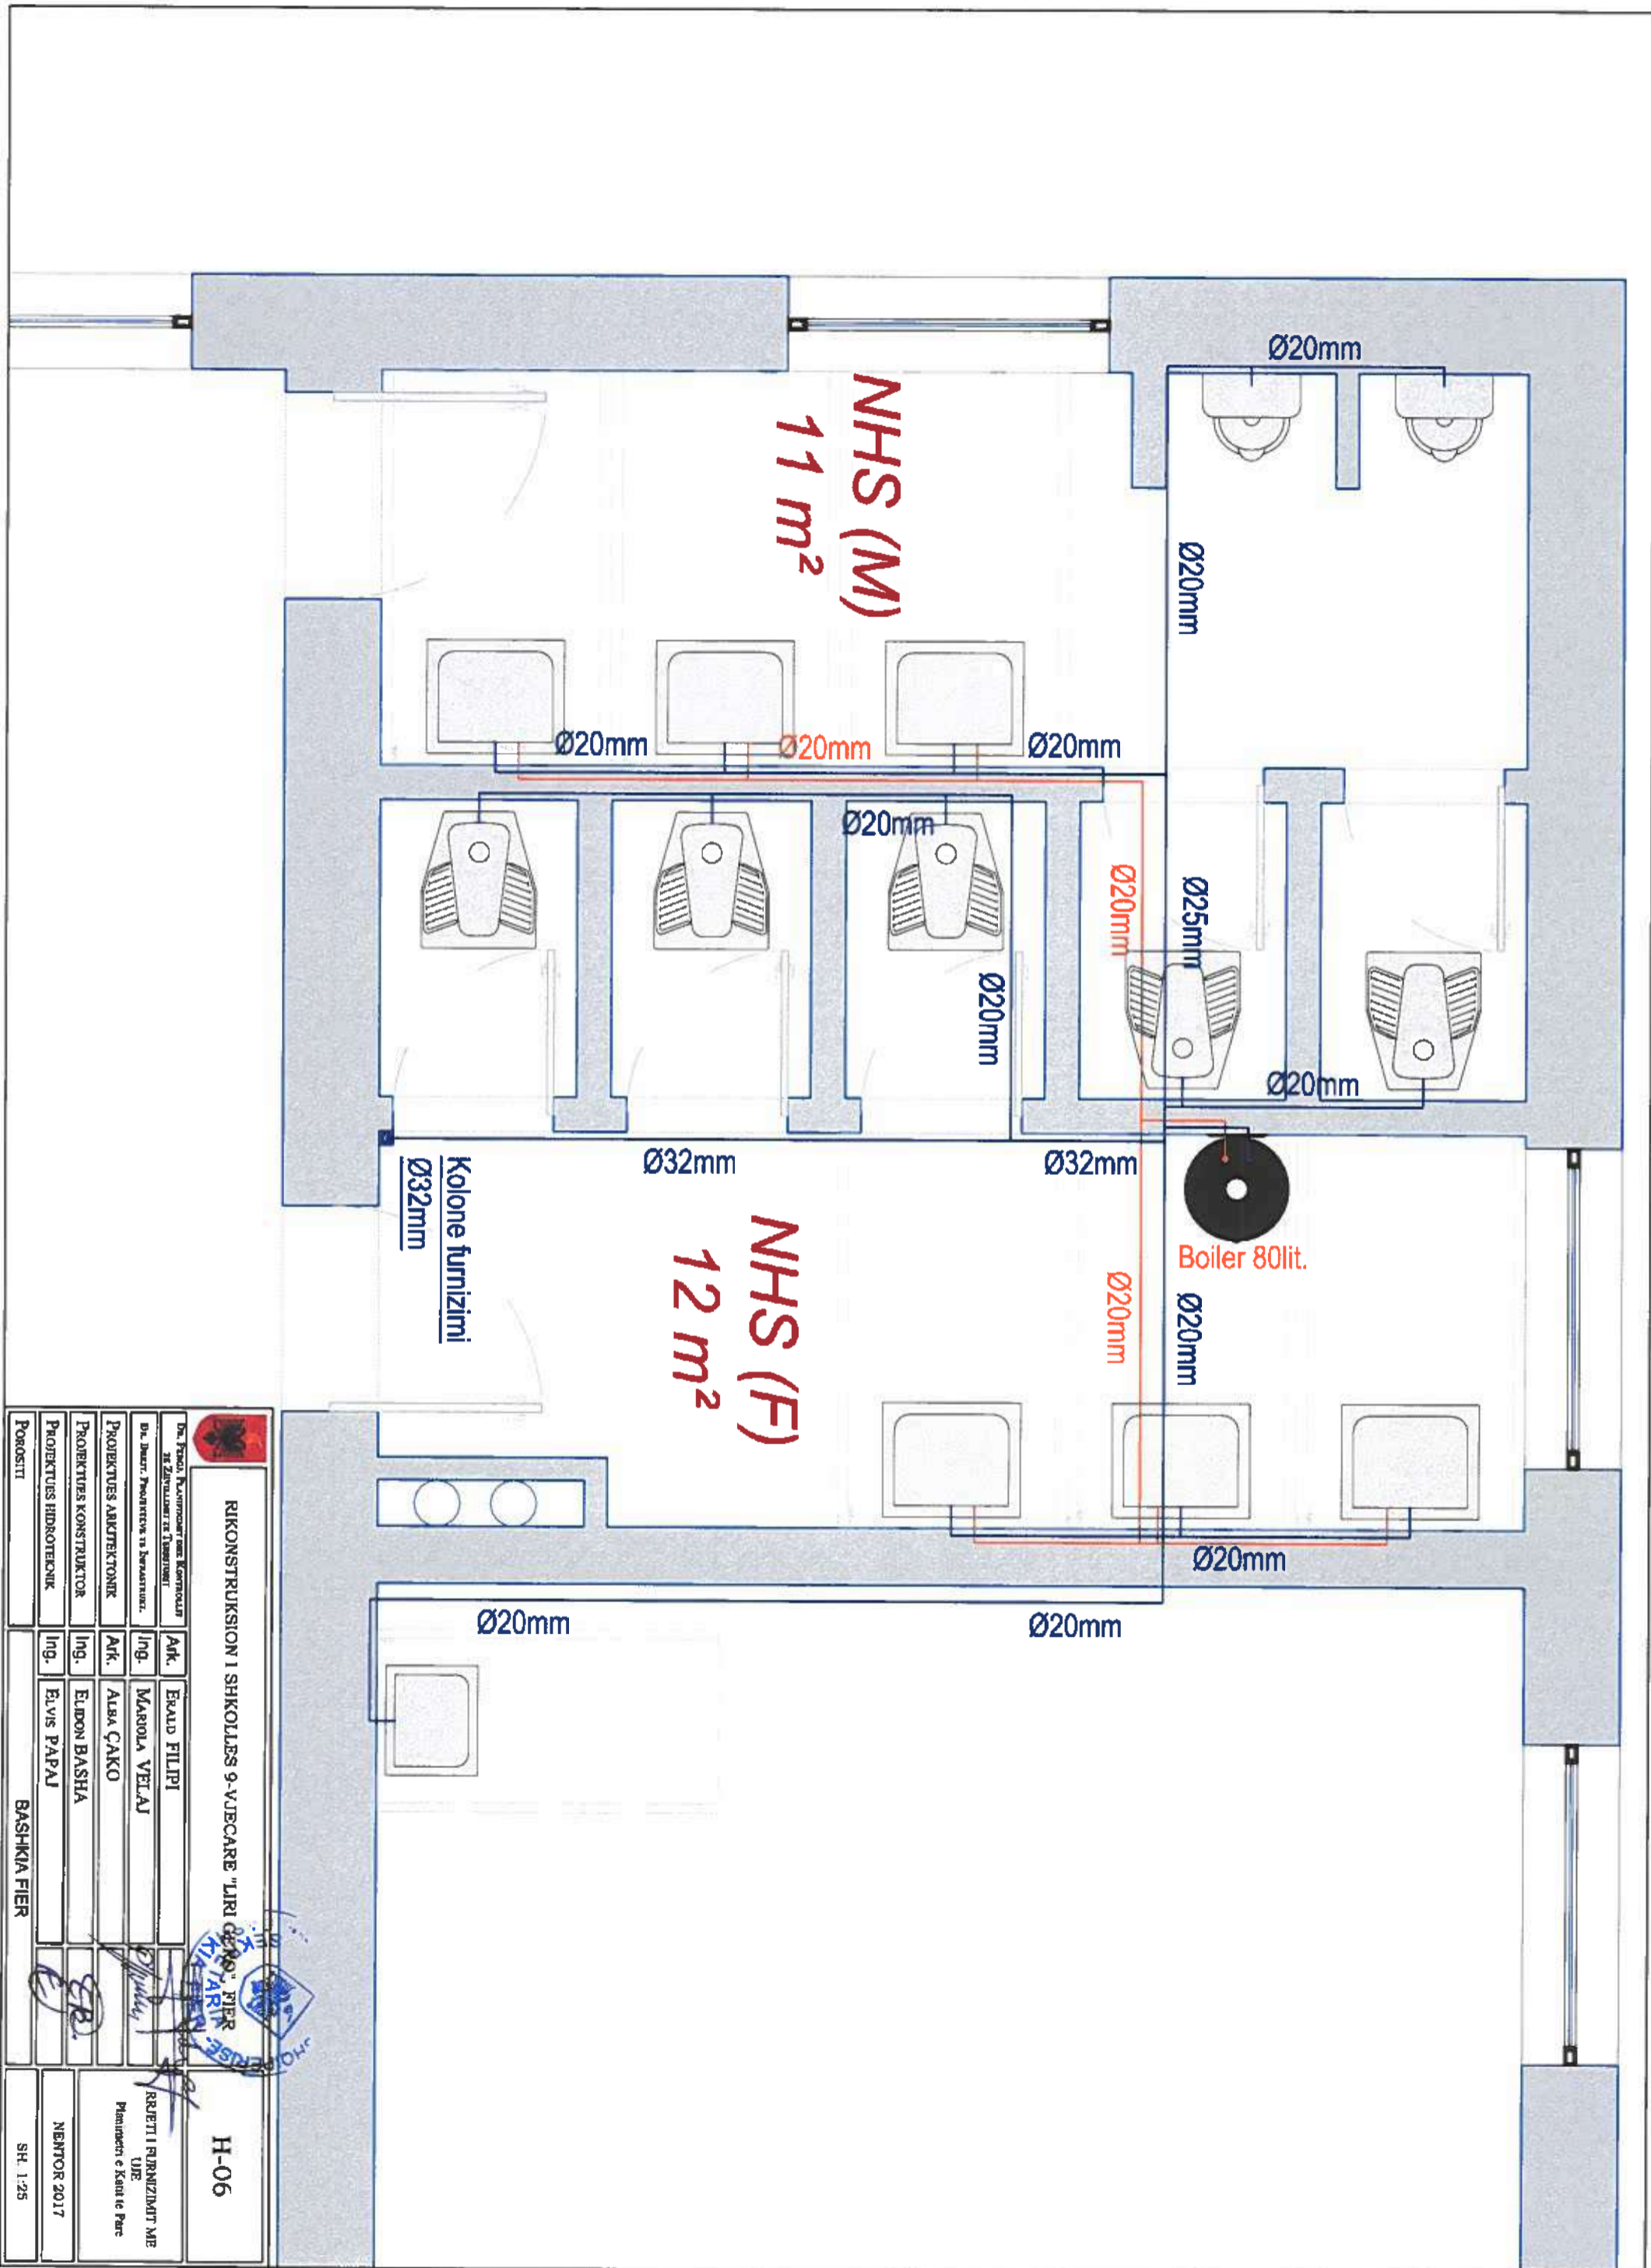 Ø20mm
NHS (M)
11 m²
Ø20mm
Ø20mm
Ø20mm
Ø20mm
Ø20mm
Ø20mm
Ø25mm
Ø20mm
Ø20mm
Ø32mm
Ø32mm
Kolone furnizimi
Ø32mm
Boiler 80lit.
NHS (F)
12 m²
Ø20mm
Ø20mm
Ø20mm
Ø20mm
Ø20mm
RIKONSTRUKSION I SHKOLLES 9-VJECARE "LIRI GERO", FIER
H-06
Ark.
ERALD FILIPI
Ing.
MARIOLA VELAJ
PROJEKTUES ARKITEKTONIK
Ark.
ALBA ÇAKO
PROJEKTUES KONSTRUKTOR
Ing.
ELIDON BASHA
PROJEKTUES HIDROTEKNIK
Ing.
ELVIS PAPAJ
POROSITI
BASHKIA FIER
RRJETI I FURNIZIMIT ME
UJE
Planimetri e Katit te Pare
NENTOR 2017
SH. 1:25